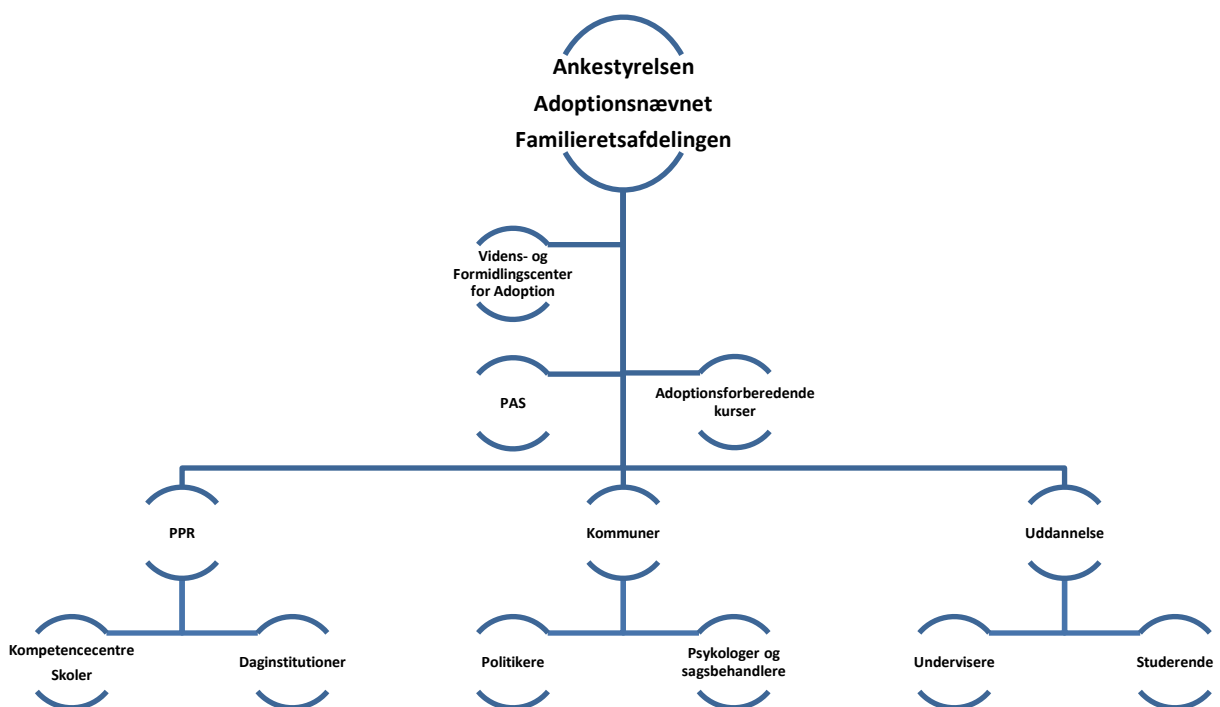 Ankestyrelsen
Adoptionsnævnet
Familieretsafdelingen
Videns- og
Formidlingscenter
for Adoption
PAS
Adoptionsforberedende
kurser
PPR
Kommuner
Uddannelse
Kompetencecentre
Skoler
Daginstitutioner
Politikere
Psykologer og
sagsbehandlere
Undervisere
Studerende